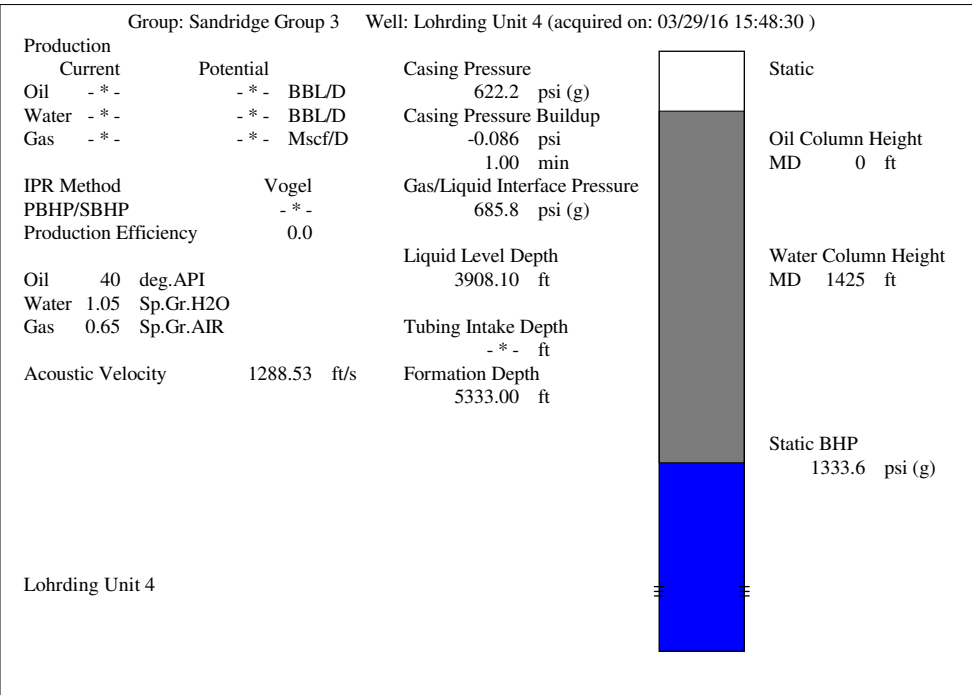 Group: Sandridge Group 3 Well: Lohrding Unit 4 (acquired on: 03/29/16 15:48:30 )
Production
Current Potential
Oil - * - - * - BBL/D
Water - * - - * - BBL/D
Gas - * - - * - Mscf/D
IPR Method Vogel
PBHP/SBHP - * -
Production Efficiency 0.0
Oil 40 deg.API
Water 1.05 Sp.Gr.H2O
Gas 0.65 Sp.Gr.AIR
Acoustic Velocity 1288.53 ft/s
Casing Pressure
622.2 psi (g)
Casing Pressure Buildup
-0.086 psi
1.00 min
Gas/Liquid Interface Pressure
685.8 psi (g)
Liquid Level Depth
3908.10 ft
Tubing Intake Depth
- * - ft
Formation Depth
5333.00 ft
Static
Oil Column Height
MD 0 ft
Water Column Height
MD 1425 ft
Static BHP
1333.6 psi (g)
Lohrding Unit 4